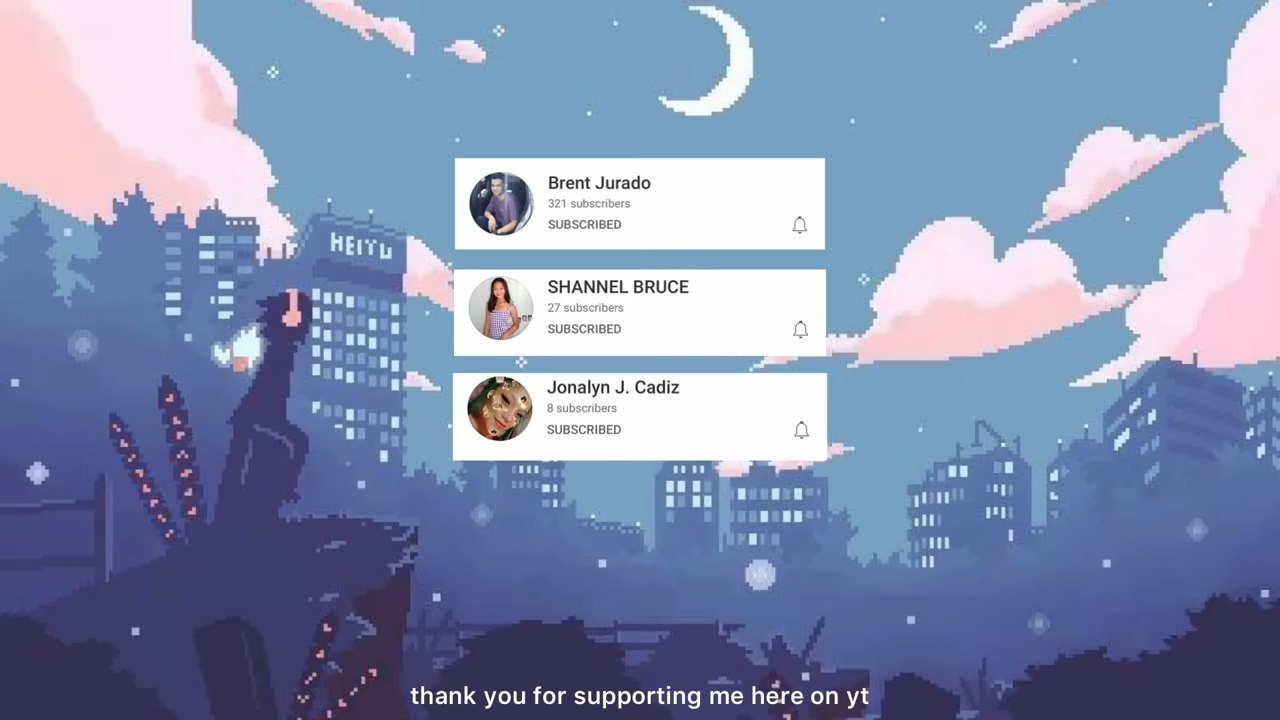 HEITU
Brent Jurado
321 subscribers
SUBSCRIBED
SHANNEL BRUCE
27 subscribers
SUBSCRIBED
Jonalyn J. Cadiz
8 subscribers
SUBSCRIBED
thank you for supporting me here on yt